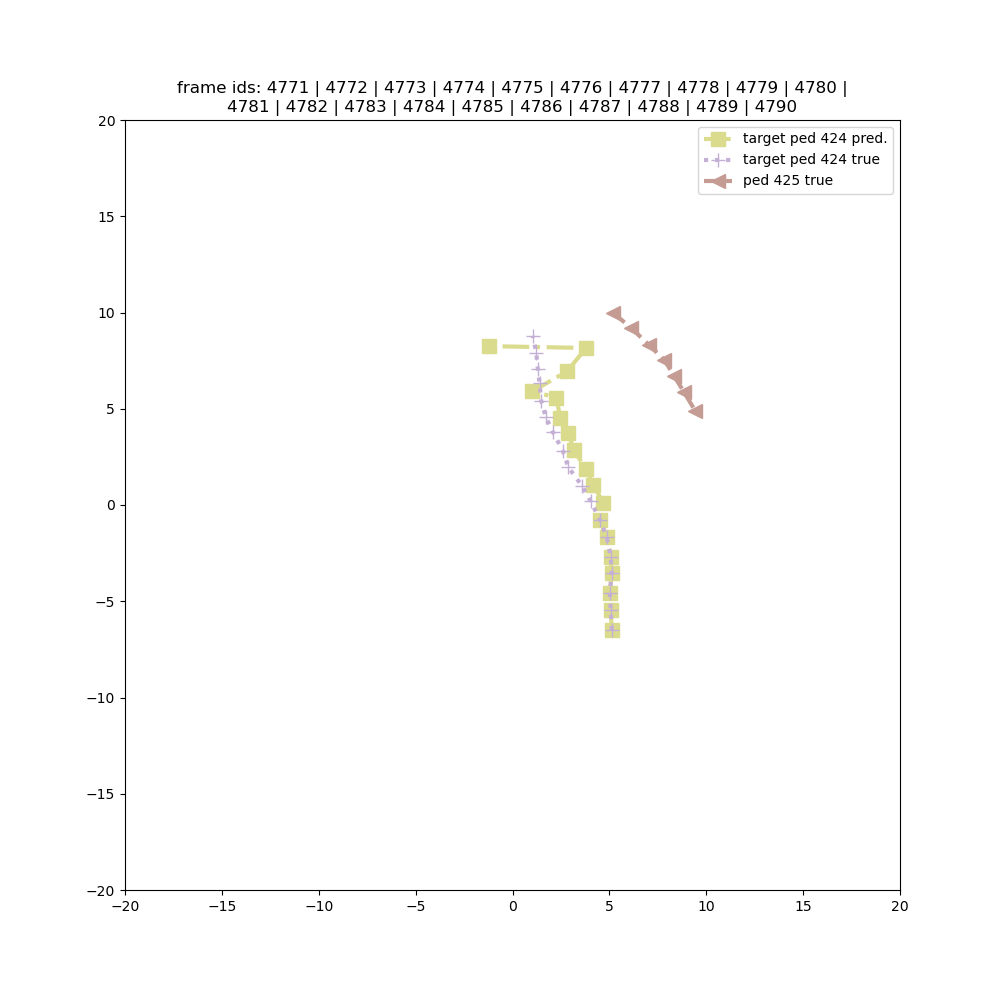 frame ids: 4771 | 4772 | 4773 | 4774 | 4775 | 4776 | 4777 | 4778 | 4779 | 4780 |
4781 | 4782 | 4783 | 4784 | 4785 | 4786 | 4787 | 4788 | 4789 | 4790
target ped 424 pred.
target ped 424 true
ped 425 true
20
15
10
5
0
−5
−10
−15
−20
−20 −15 −10 −5 0 5 10 15 20